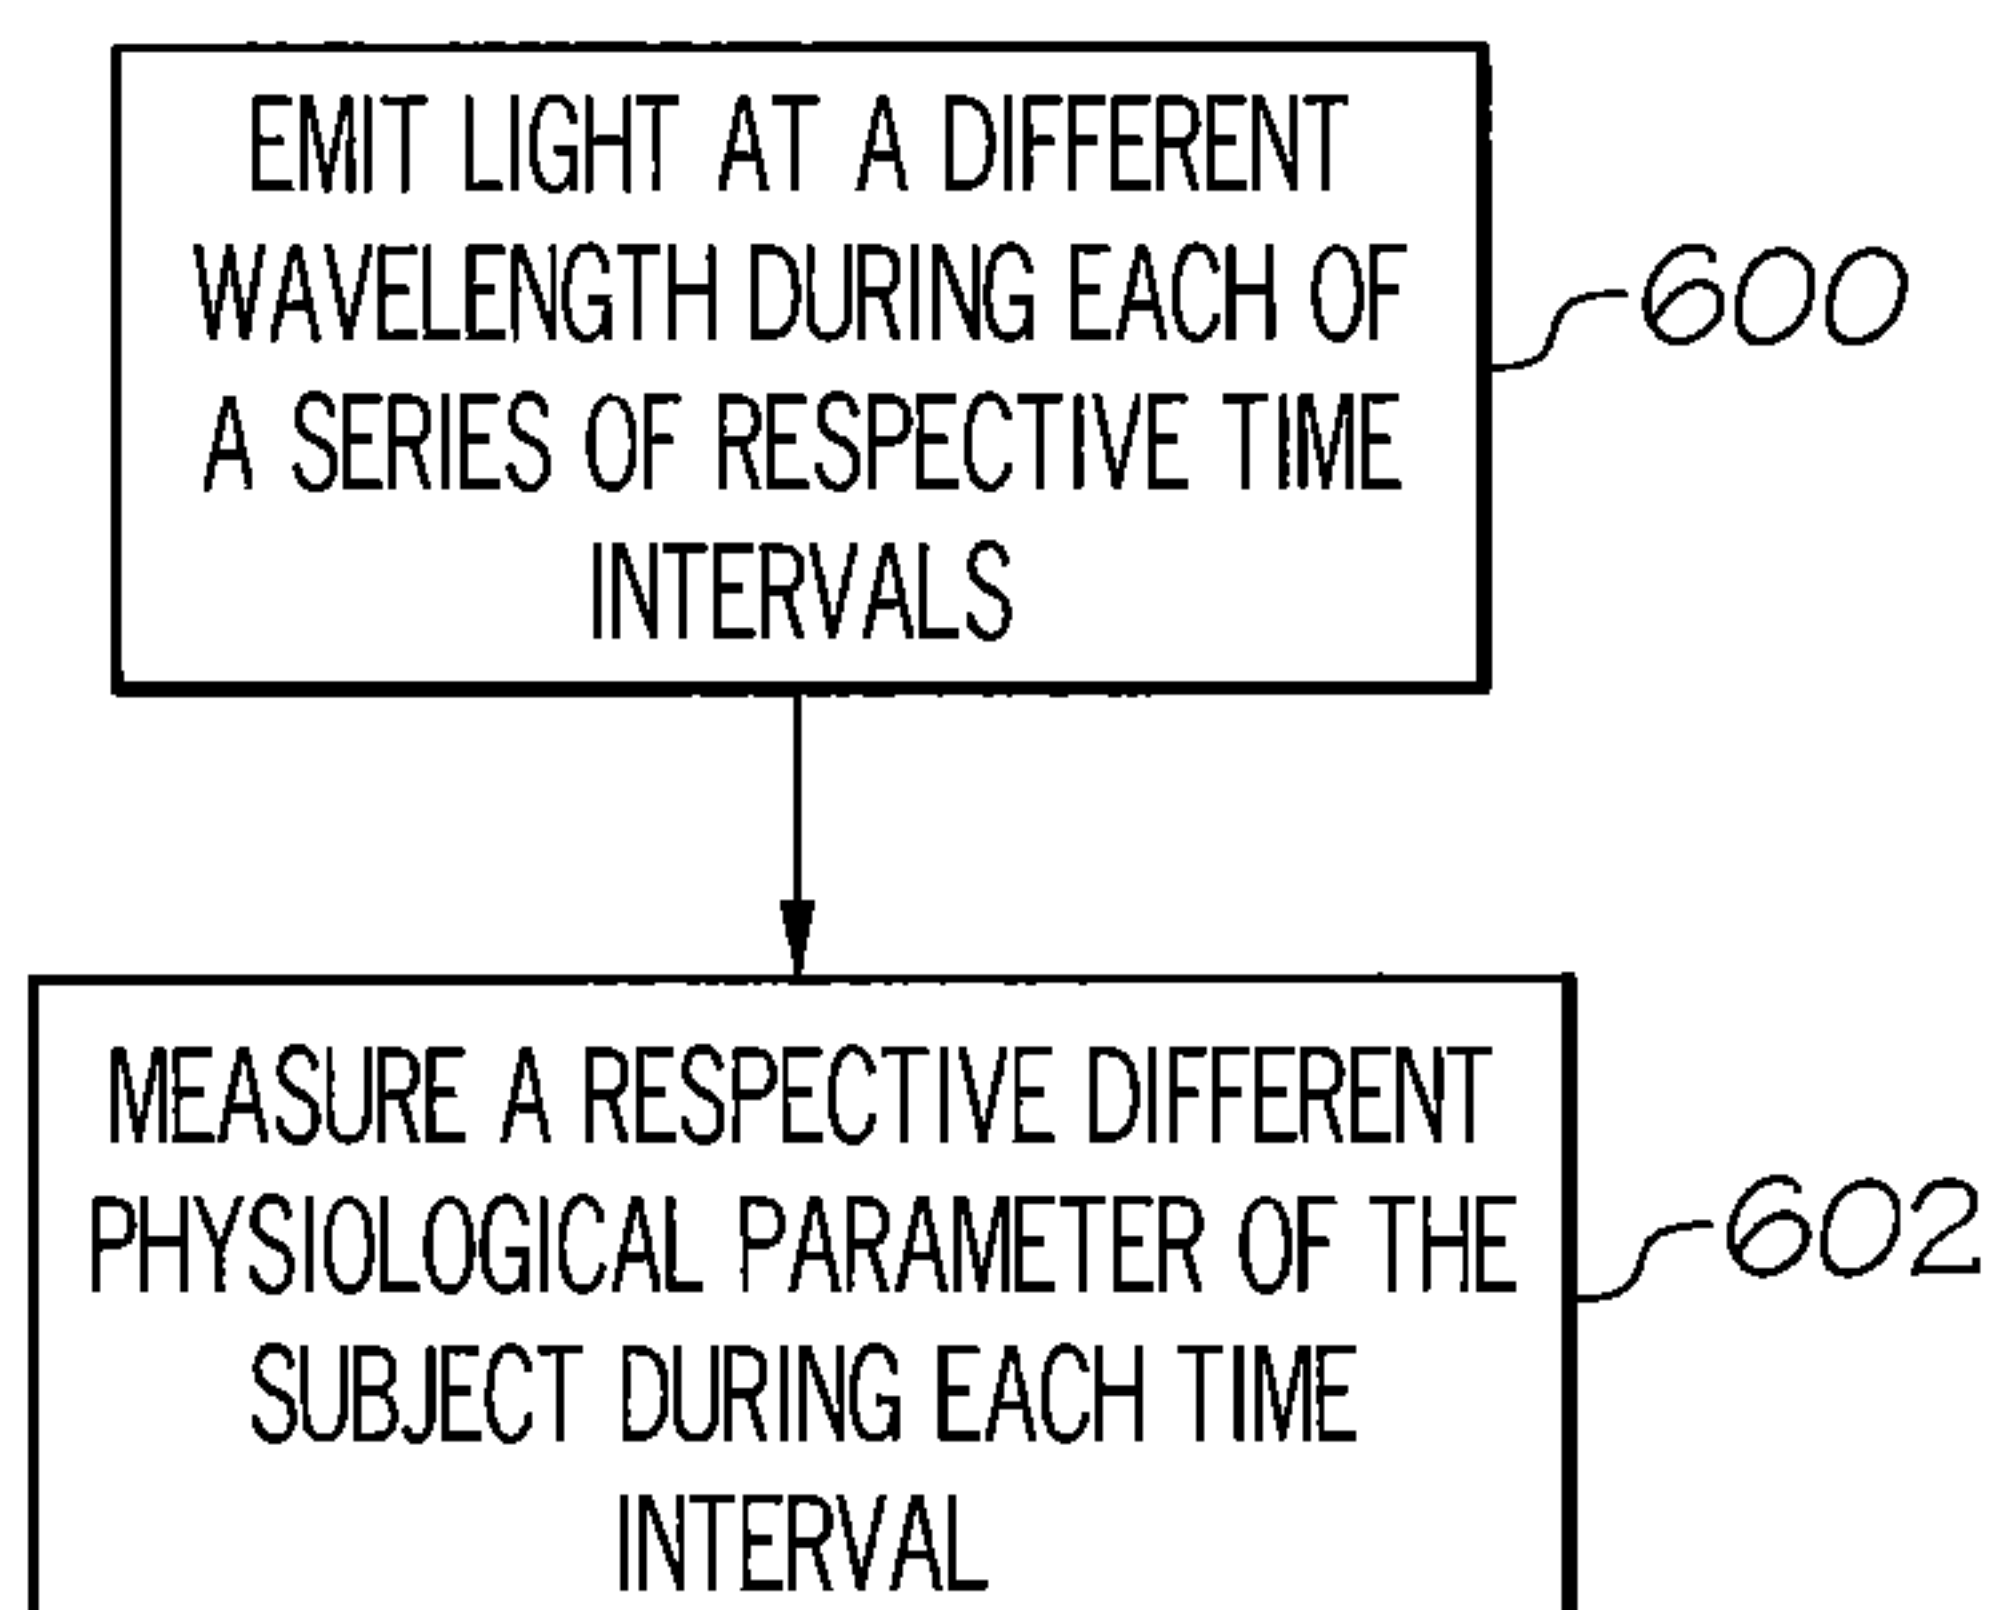 EMIT LIGHT AT A DIFFERENT
WAVELENGTH DURING EACH OF
A SERIES OF RESPECTIVE TIME
INTERVALS
600
MEASURE A RESPECTIVE DIFFERENT
PHYSIOLOGICAL PARAMETER OF THE
SUBJECT DURING EACH TIME
INTERVAL
602